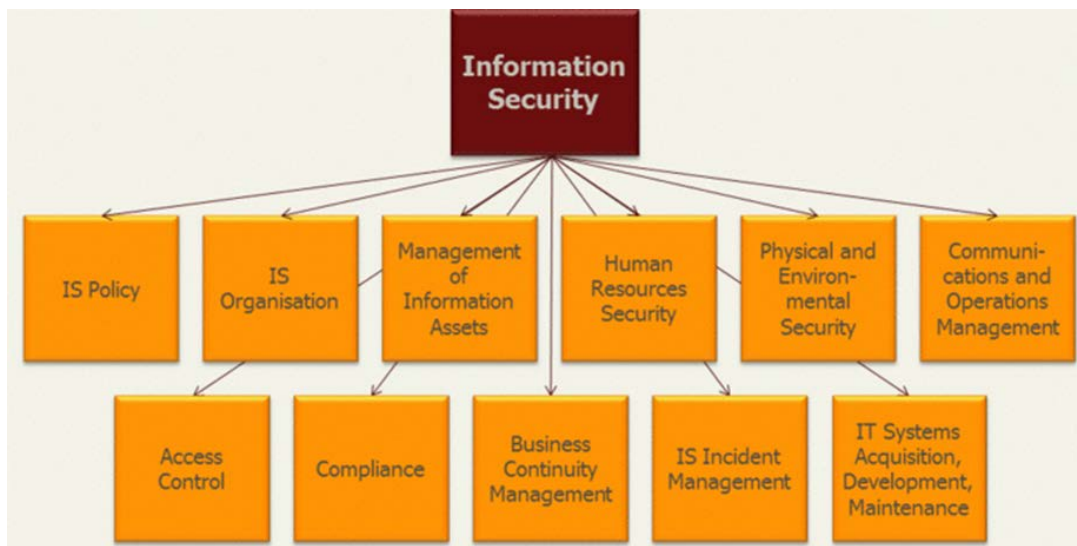 Information
Security
IS Policy
IS
Organisation
Management
of
Information
Assets
Human
Resources
Security
Physical and
Environ-
mental
Security
Communi-
cations and
Operations
Management
Access
Control
Compliance
Business
Continuity
Management
IS Incident
Management
IT Systems
Acquisition,
Development,
Maintenance